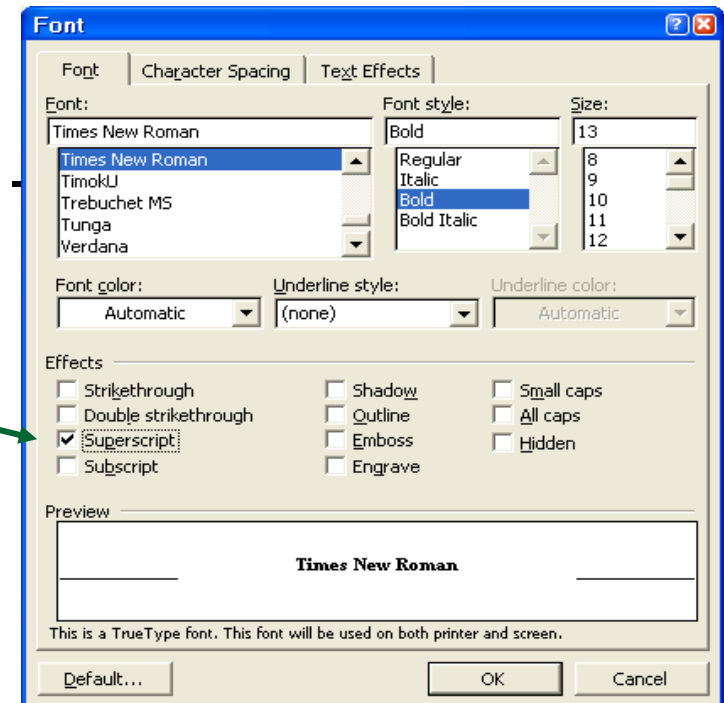 Font
Font Character Spacing Text Effects
Font: Font style: Size:
Times New Roman Bold 13
Times New Roman Regular 8
TimokU Italic 9
Trebuchet MS Bold 10
Tunga Bold Italic 11
Verdana 12
Font color: Underline style: Underline color:
Automatic (none) Automatic
Effects
Strikethrough Shadow Small caps
Double strikethrough Outline All caps
Superscript Emboss Hidden
Subscript Engrave
Preview
Times New Roman
This is a TrueType font. This font will be used on both printer and screen.
Default... OK Cancel